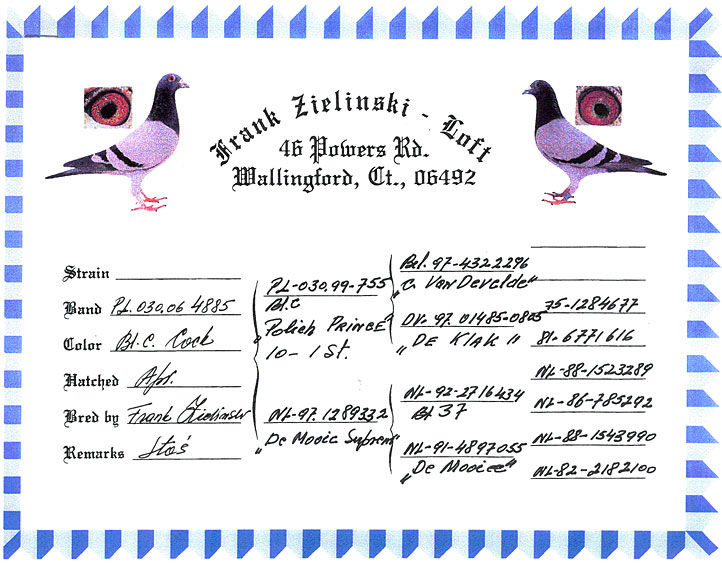 Frank Zielinski - Loft
46 Powers Rd.
Wallingford, Ct., 06492
Strain
Band PL.030.06 4885
Color Bl.C. Cock
Hatched Apr.
Bred by Frank Zielinski
Remarks Staś
PL-030.99-755
Bl.C
"Polich PRINCE"
10-1 St.
NL-97.1289332
"De Mooie Supreme
Bel. 97-4322296
"C. Van Develde"
DV. 97. 01485-0805
"DE KlAK"
NL-92-2716434
Bl 37
NL-91-4897055
"De Mooiee"
75-1284677
81-6771616
NL-88-1523289
NL-86-785292
NL-88-1543990
NL-82-2182100